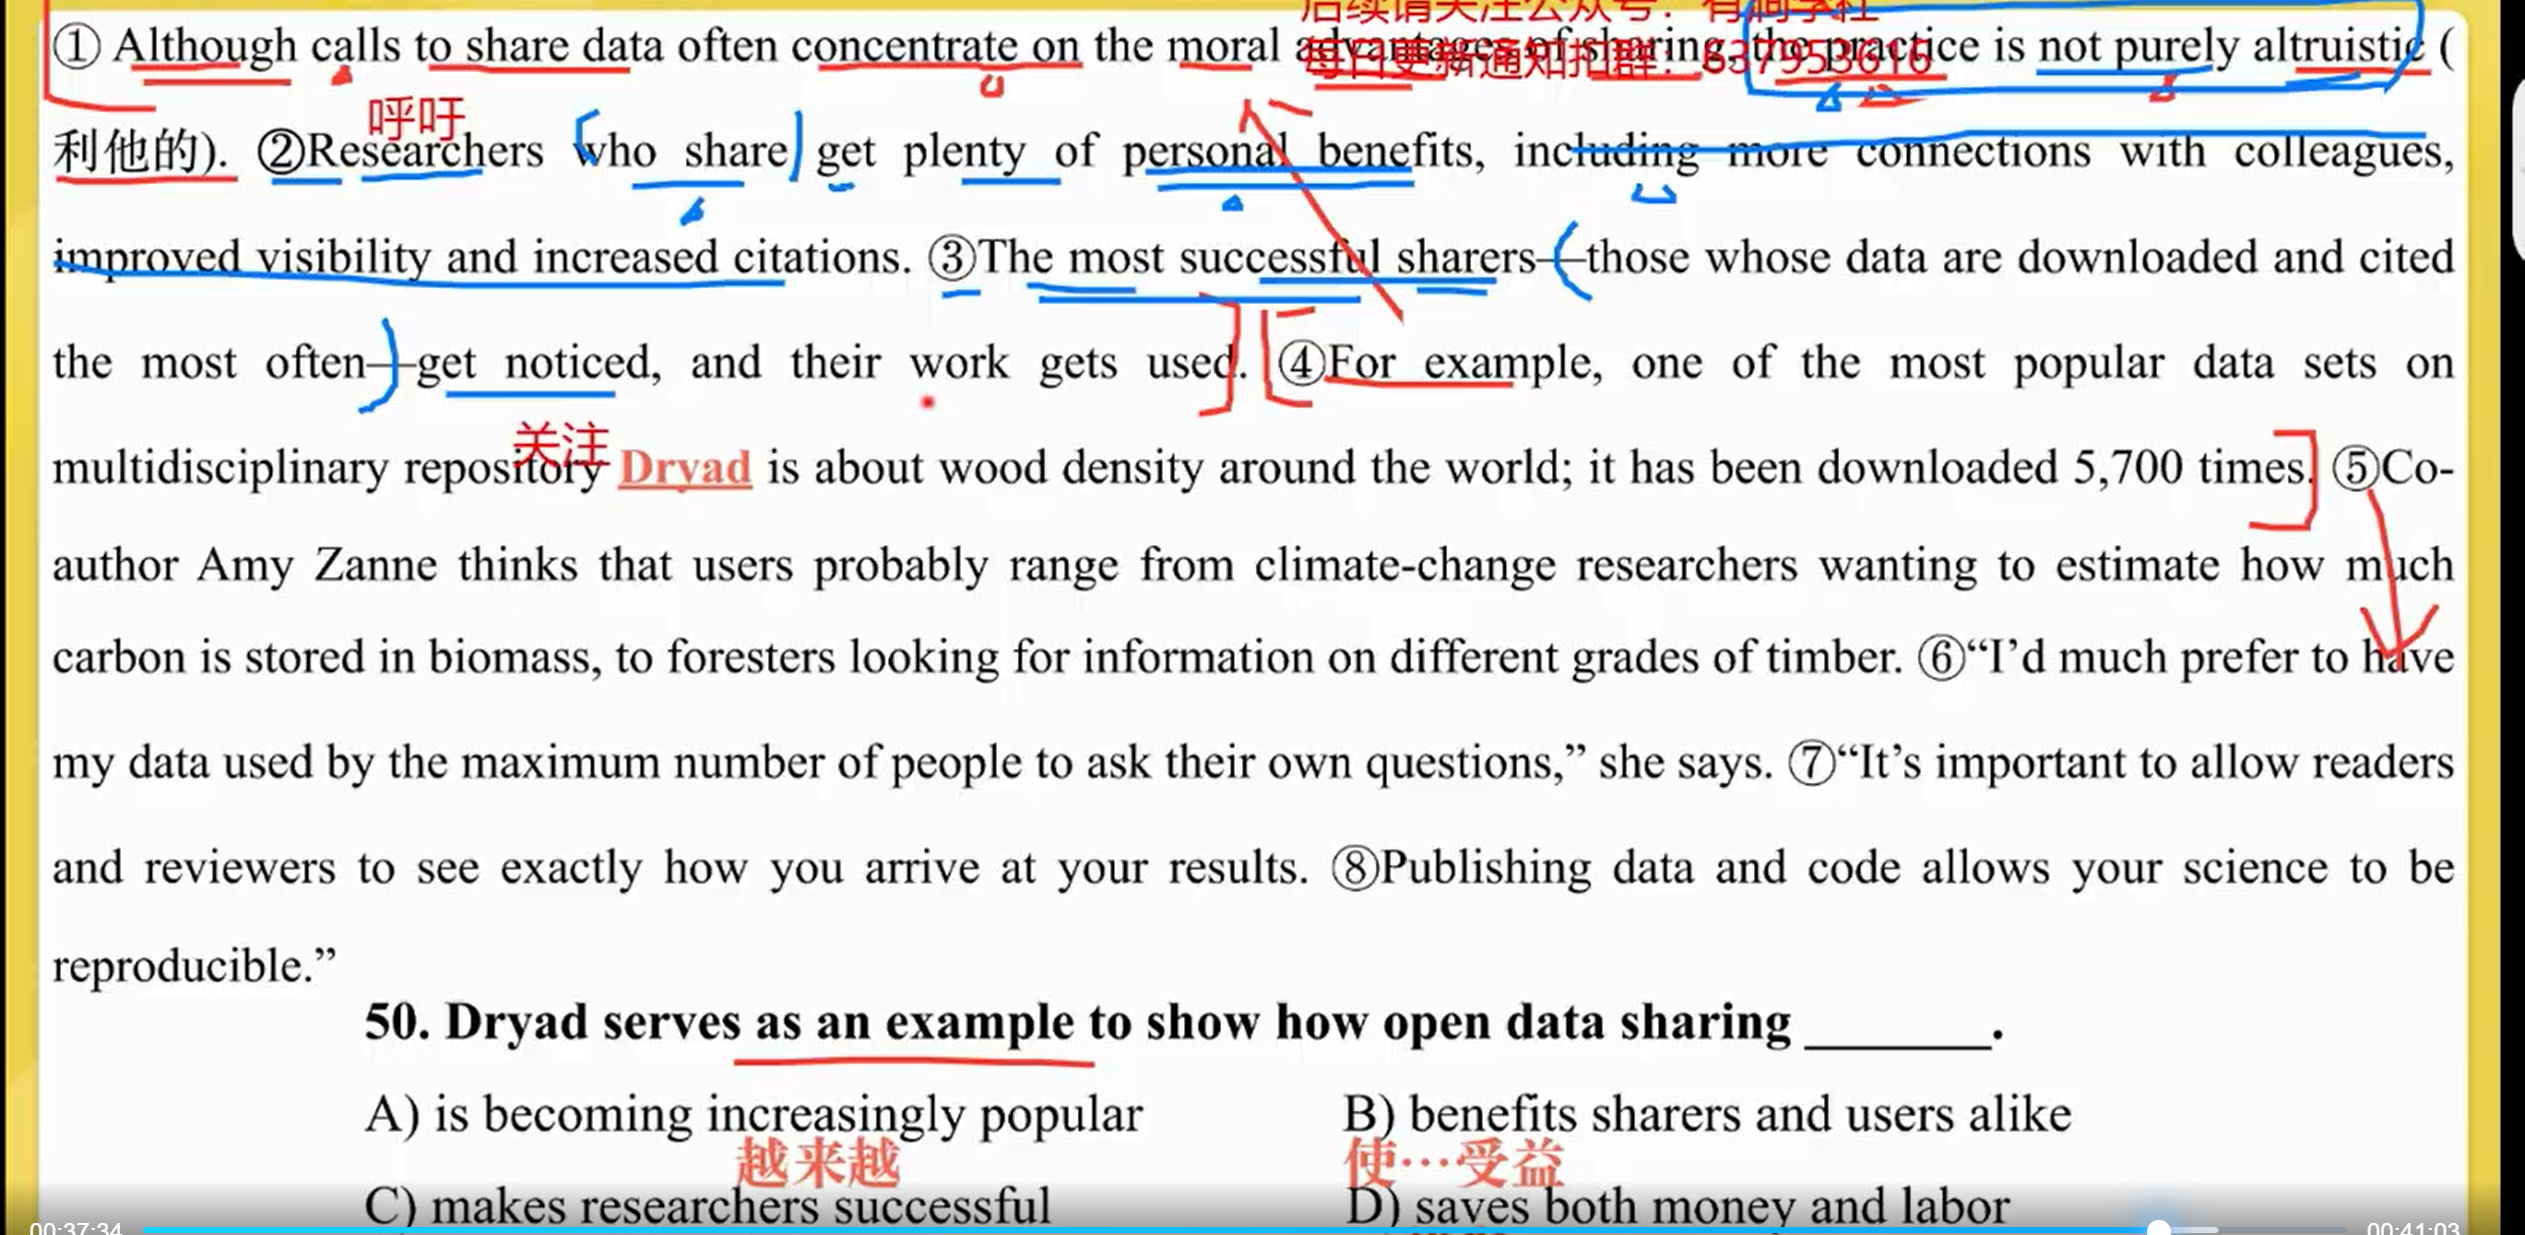 后续请关注公众号：有间学社
① Although calls to share data often concentrate on the moral advantages of sharing, the practice is not purely altruistic (
每日更新通知扣群：637953616
呼吁
利他的). ②Researchers who share get plenty of personal benefits, including more connections with colleagues,
improved visibility and increased citations. ③The most successful sharers—those whose data are downloaded and cited
the most often—get noticed, and their work gets used. ④For example, one of the most popular data sets on
关注
multidisciplinary repository Dryad is about wood density around the world; it has been downloaded 5,700 times. ⑤Co-
author Amy Zanne thinks that users probably range from climate-change researchers wanting to estimate how much
carbon is stored in biomass, to foresters looking for information on different grades of timber. ⑥“I’d much prefer to have
my data used by the maximum number of people to ask their own questions,” she says. ⑦“It’s important to allow readers
and reviewers to see exactly how you arrive at your results. ⑧Publishing data and code allows your science to be
reproducible.”
50. Dryad serves as an example to show how open data sharing _______.
A) is becoming increasingly popular B) benefits sharers and users alike
越来越 使…受益
C) makes researchers successful D) saves both money and labor
00:37:34 00:41:03